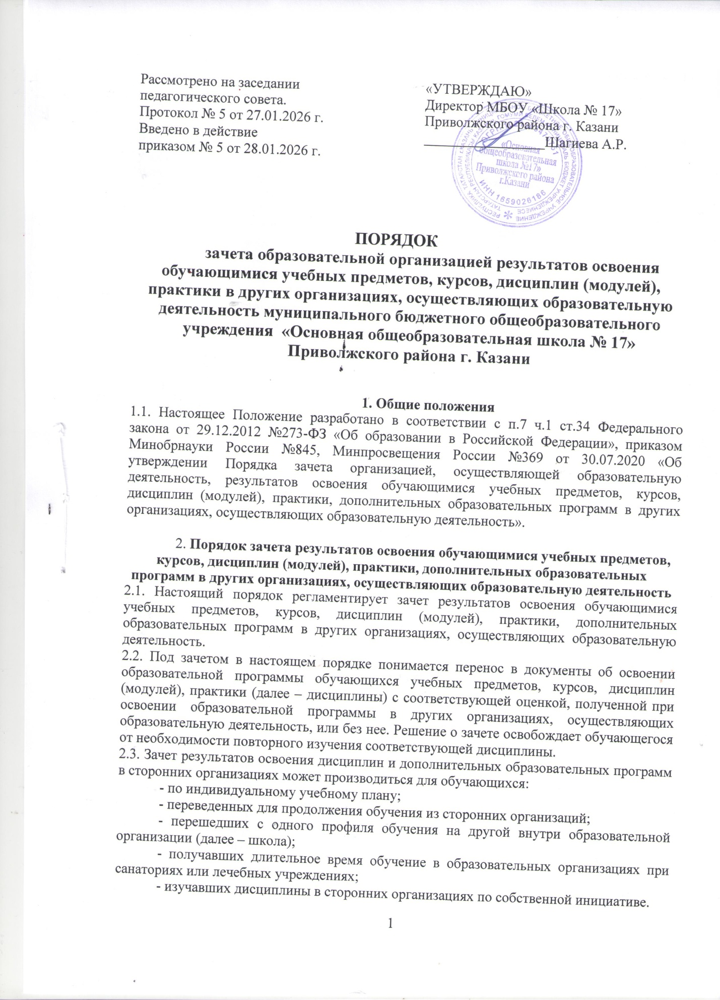 Рассмотрено на заседании
педагогического совета.
Протокол № 5 от 27.01.2026 г.
Введено в действие
приказом № 5 от 28.01.2026 г.
«УТВЕРЖДАЮ»
Директор МБОУ «Школа № 17»
Приволжского района г. Казани
Шагиева А.Р.
«Основная
общеобразовательная
школа №17»
Приволжского района
г.Казани
ИНН 1659026186
ПОРЯДОК
зачета образовательной организацией результатов освоения
обучающимися учебных предметов, курсов, дисциплин (модулей),
практики в других организациях, осуществляющих образовательную
деятельность муниципального бюджетного общеобразовательного
учреждения «Основная общеобразовательная школа № 17»
Приволжского района г. Казани
1. Общие положения
1.1. Настоящее Положение разработано в соответствии с п.7 ч.1 ст.34 Федерального
закона от 29.12.2012 №273-ФЗ «Об образовании в Российской Федерации», приказом
Минобрнауки России №845, Минпросвещения России №369 от 30.07.2020 «Об
утверждении Порядка зачета организацией, осуществляющей образовательную
деятельность, результатов освоения обучающимися учебных предметов, курсов,
дисциплин (модулей), практики, дополнительных образовательных программ в других
организациях, осуществляющих образовательную деятельность».
2. Порядок зачета результатов освоения обучающимися учебных предметов,
курсов, дисциплин (модулей), практики, дополнительных образовательных
программ в других организациях, осуществляющих образовательную деятельность
2.1. Настоящий порядок регламентирует зачет результатов освоения обучающимися
учебных предметов, курсов, дисциплин (модулей), практики, дополнительных
образовательных программ в других организациях, осуществляющих образовательную
деятельность.
2.2. Под зачетом в настоящем порядке понимается перенос в документы об освоении
образовательной программы обучающихся учебных предметов, курсов, дисциплин
(модулей), практики (далее – дисциплины) с соответствующей оценкой, полученной при
освоении образовательной программы в других организациях, осуществляющих
образовательную деятельность, или без нее. Решение о зачете освобождает обучающегося
от необходимости повторного изучения соответствующей дисциплины.
2.3. Зачет результатов освоения дисциплин и дополнительных образовательных программ
в сторонних организациях может производиться для обучающихся:
- по индивидуальному учебному плану;
- переведенных для продолжения обучения из сторонних организаций;
- перешедших с одного профиля обучения на другой внутри образовательной
организации (далее – школа);
- получавших длительное время обучение в образовательных организациях при
санаториях или лечебных учреждениях;
- изучавших дисциплины в сторонних организациях по собственной инициативе.
1